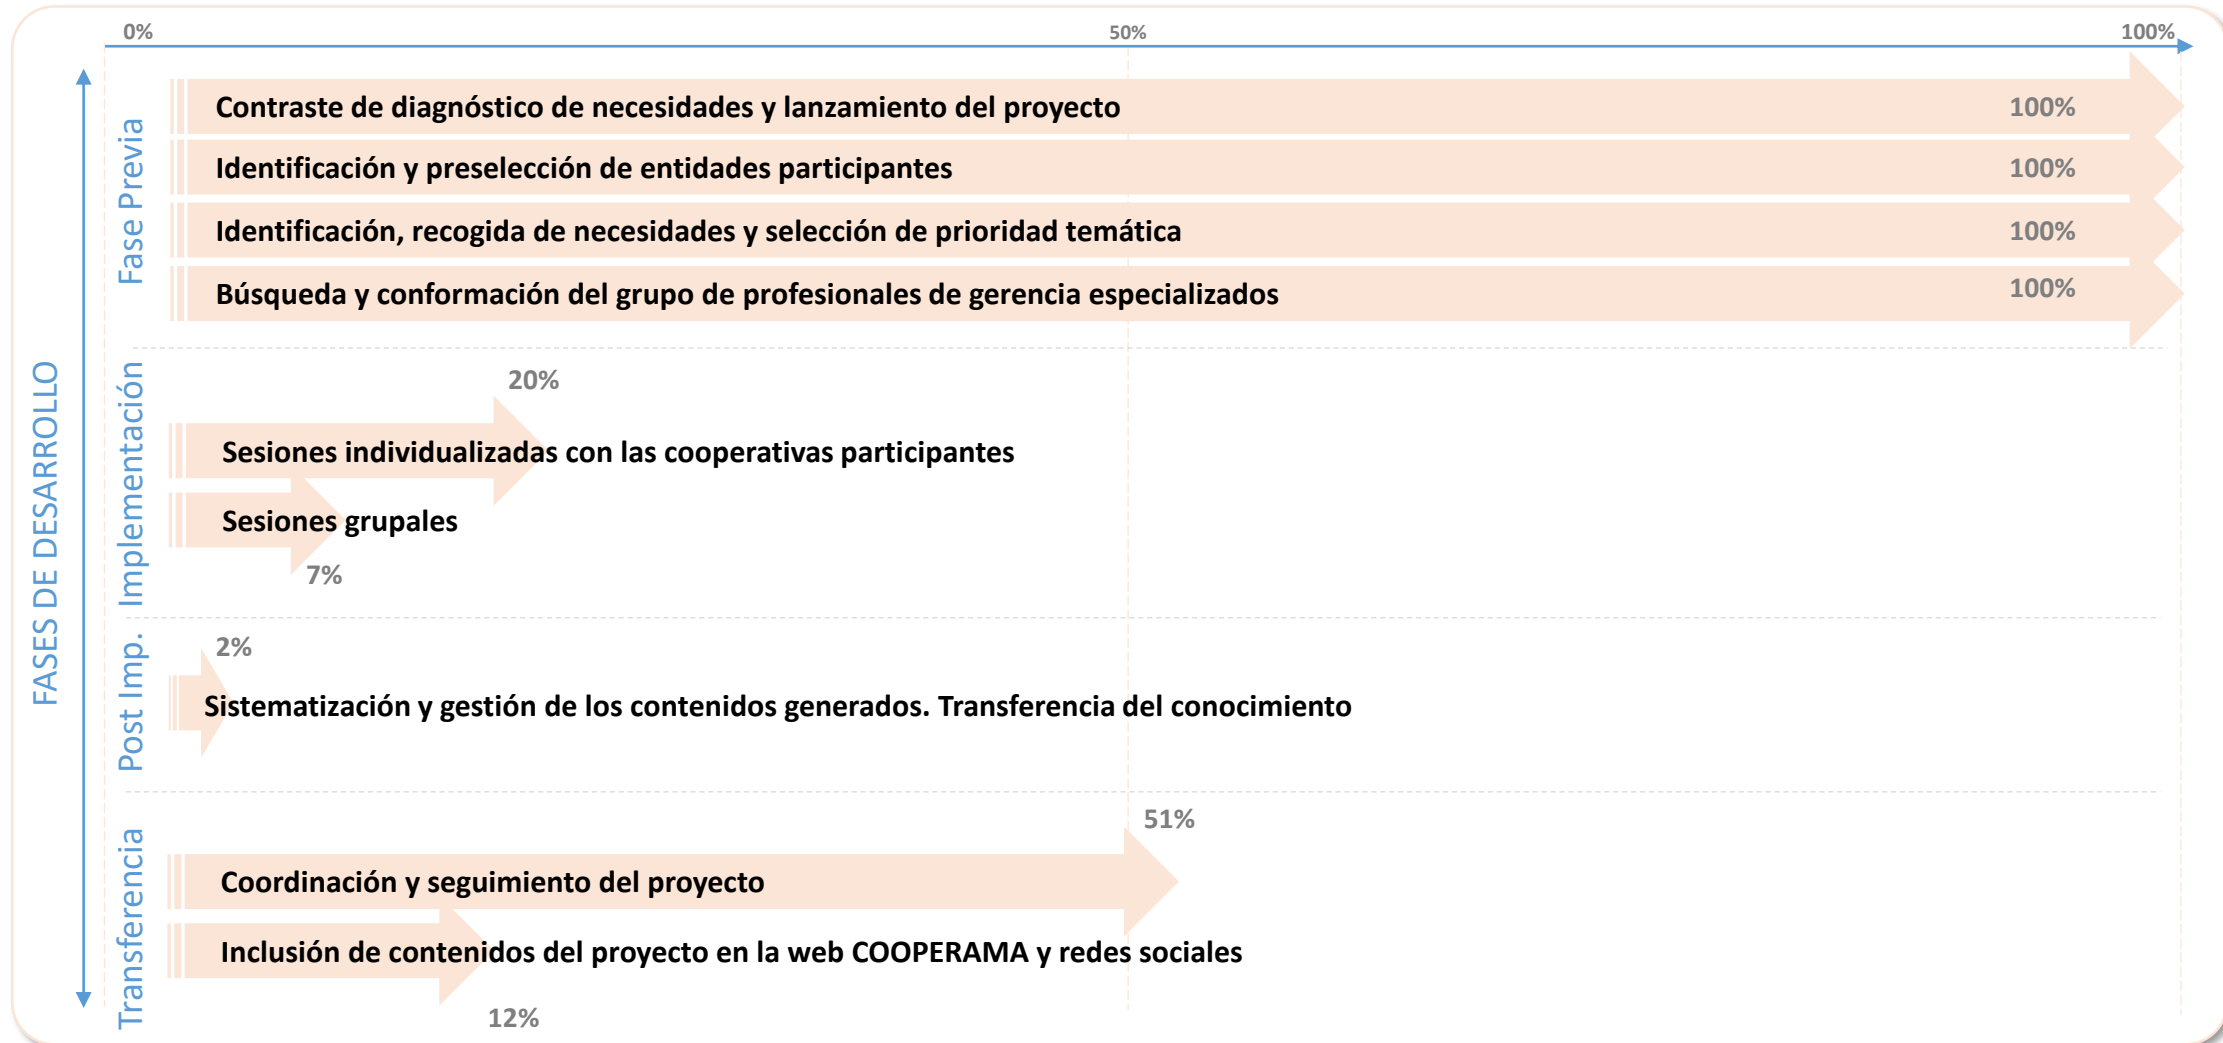 0%
50%
100%
FASES DE DESARROLLO
Fase Previa
Contraste de diagnóstico de necesidades y lanzamiento del proyecto
100%
Identificación y preselección de entidades participantes
100%
Identificación, recogida de necesidades y selección de prioridad temática
100%
Búsqueda y conformación del grupo de profesionales de gerencia especializados
100%
Implementación
20%
Sesiones individualizadas con las cooperativas participantes
Sesiones grupales
7%
Post Imp.
2%
Sistematización y gestión de los contenidos generados. Transferencia del conocimiento
Transferencia
51%
Coordinación y seguimiento del proyecto
Inclusión de contenidos del proyecto en la web COOPERAMA y redes sociales
12%